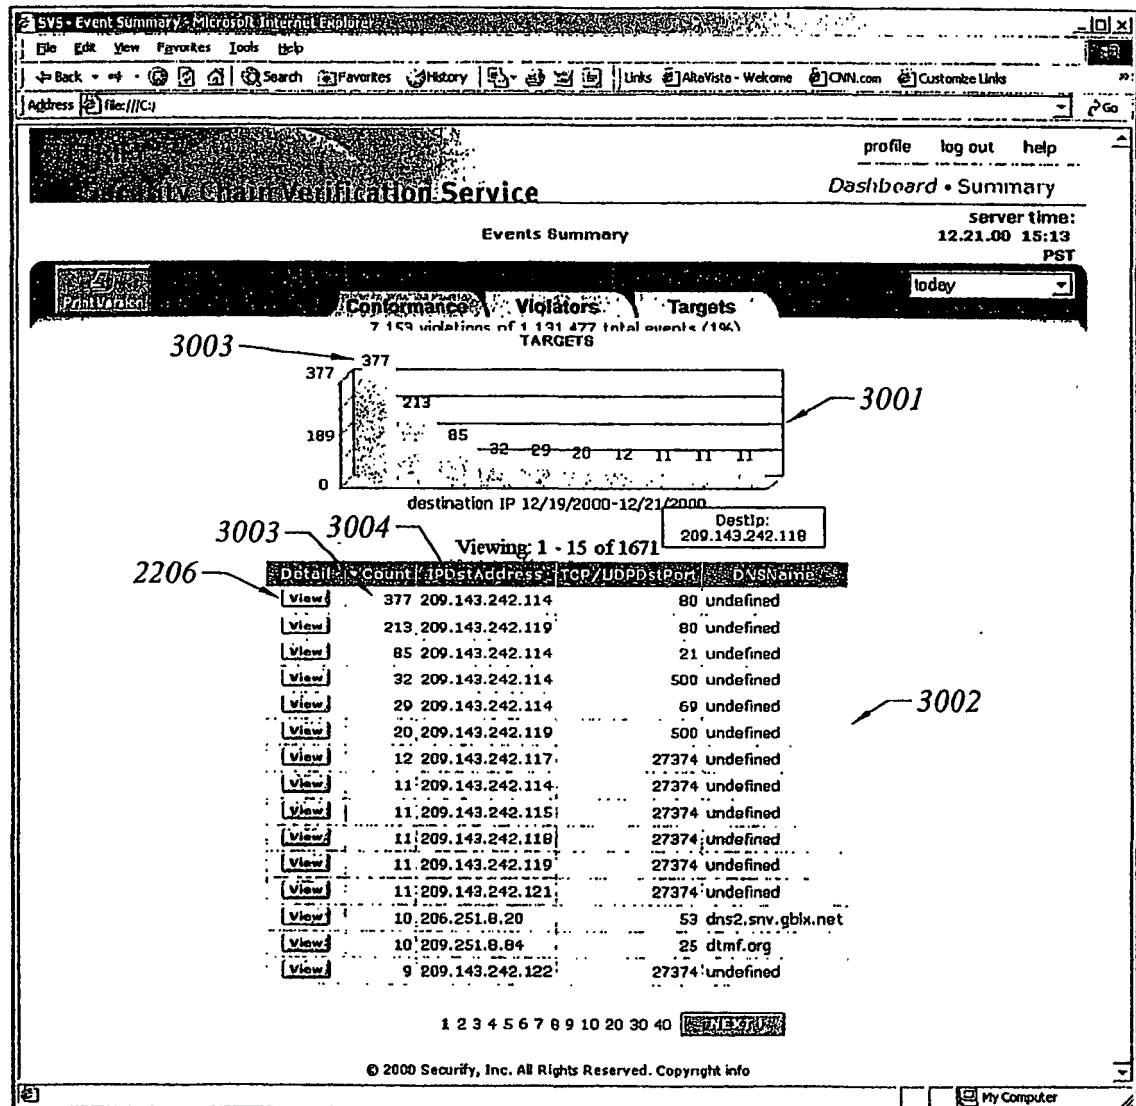 SVS - Event Summary - Microsoft Internet Explorer
File Edit View Favorites Tools Help
Back Search Favorites History Links AltaVista - Welcome CNN.com Customize Links »
Address file:///C:/ Go
profile log out help
Chain Verification Service
Dashboard • Summary
Events Summary
server time:
12.21.00 15:13
PST
Print Version
today
Conformance Violators Targets
7,153 violations of 1,131,477 total events (1%)
TARGETS
3003
377
377
213
3001
189
85
32 29 20 12 11 11 11
0
destination IP 12/19/2000-12/21/2000
DestIp:
209.143.242.118
3003 3004
Viewing: 1 - 15 of 1671
2206
Detail Count IPDstAddress TCP/UDPDstPort DNSName
View 377 209.143.242.114 80 undefined
View 213 209.143.242.119 80 undefined
View 85 209.143.242.114 21 undefined
View 32 209.143.242.114 500 undefined
View 29 209.143.242.114 69 undefined
3002
View 20 209.143.242.119 500 undefined
View 12 209.143.242.117 27374 undefined
View 11 209.143.242.114 27374 undefined
View 11 209.143.242.115 27374 undefined
View 11 209.143.242.118 27374 undefined
View 11 209.143.242.119 27374 undefined
View 11 209.143.242.121 27374 undefined
View 10 206.251.8.20 53 dns2.snv.gblx.net
View 10 209.251.8.84 25 dtmf.org
View 9 209.143.242.122 27374 undefined
1 2 3 4 5 6 7 8 9 10 20 30 40 NEXT
© 2000 Securify, Inc. All Rights Reserved. Copyright info
My Computer